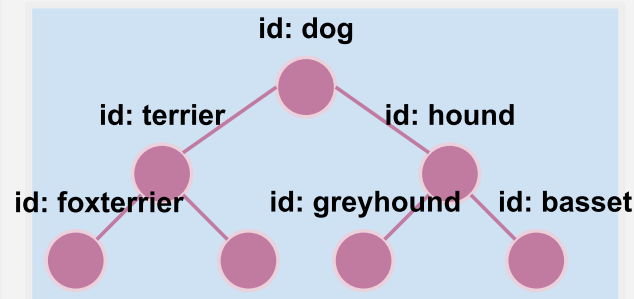 id: dog
id: terrier
id: hound
id: foxterrier
id: greyhound
id: basset